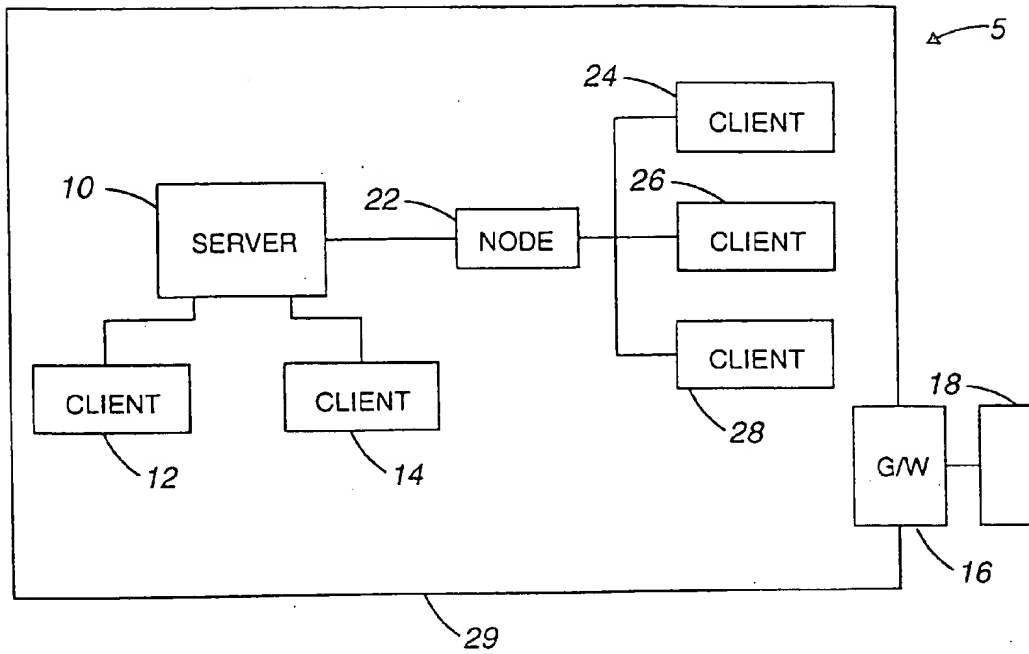 5
24
CLIENT
10
22
26
SERVER
NODE
CLIENT
CLIENT
CLIENT
CLIENT
18
28
12
14
G/W
16
29